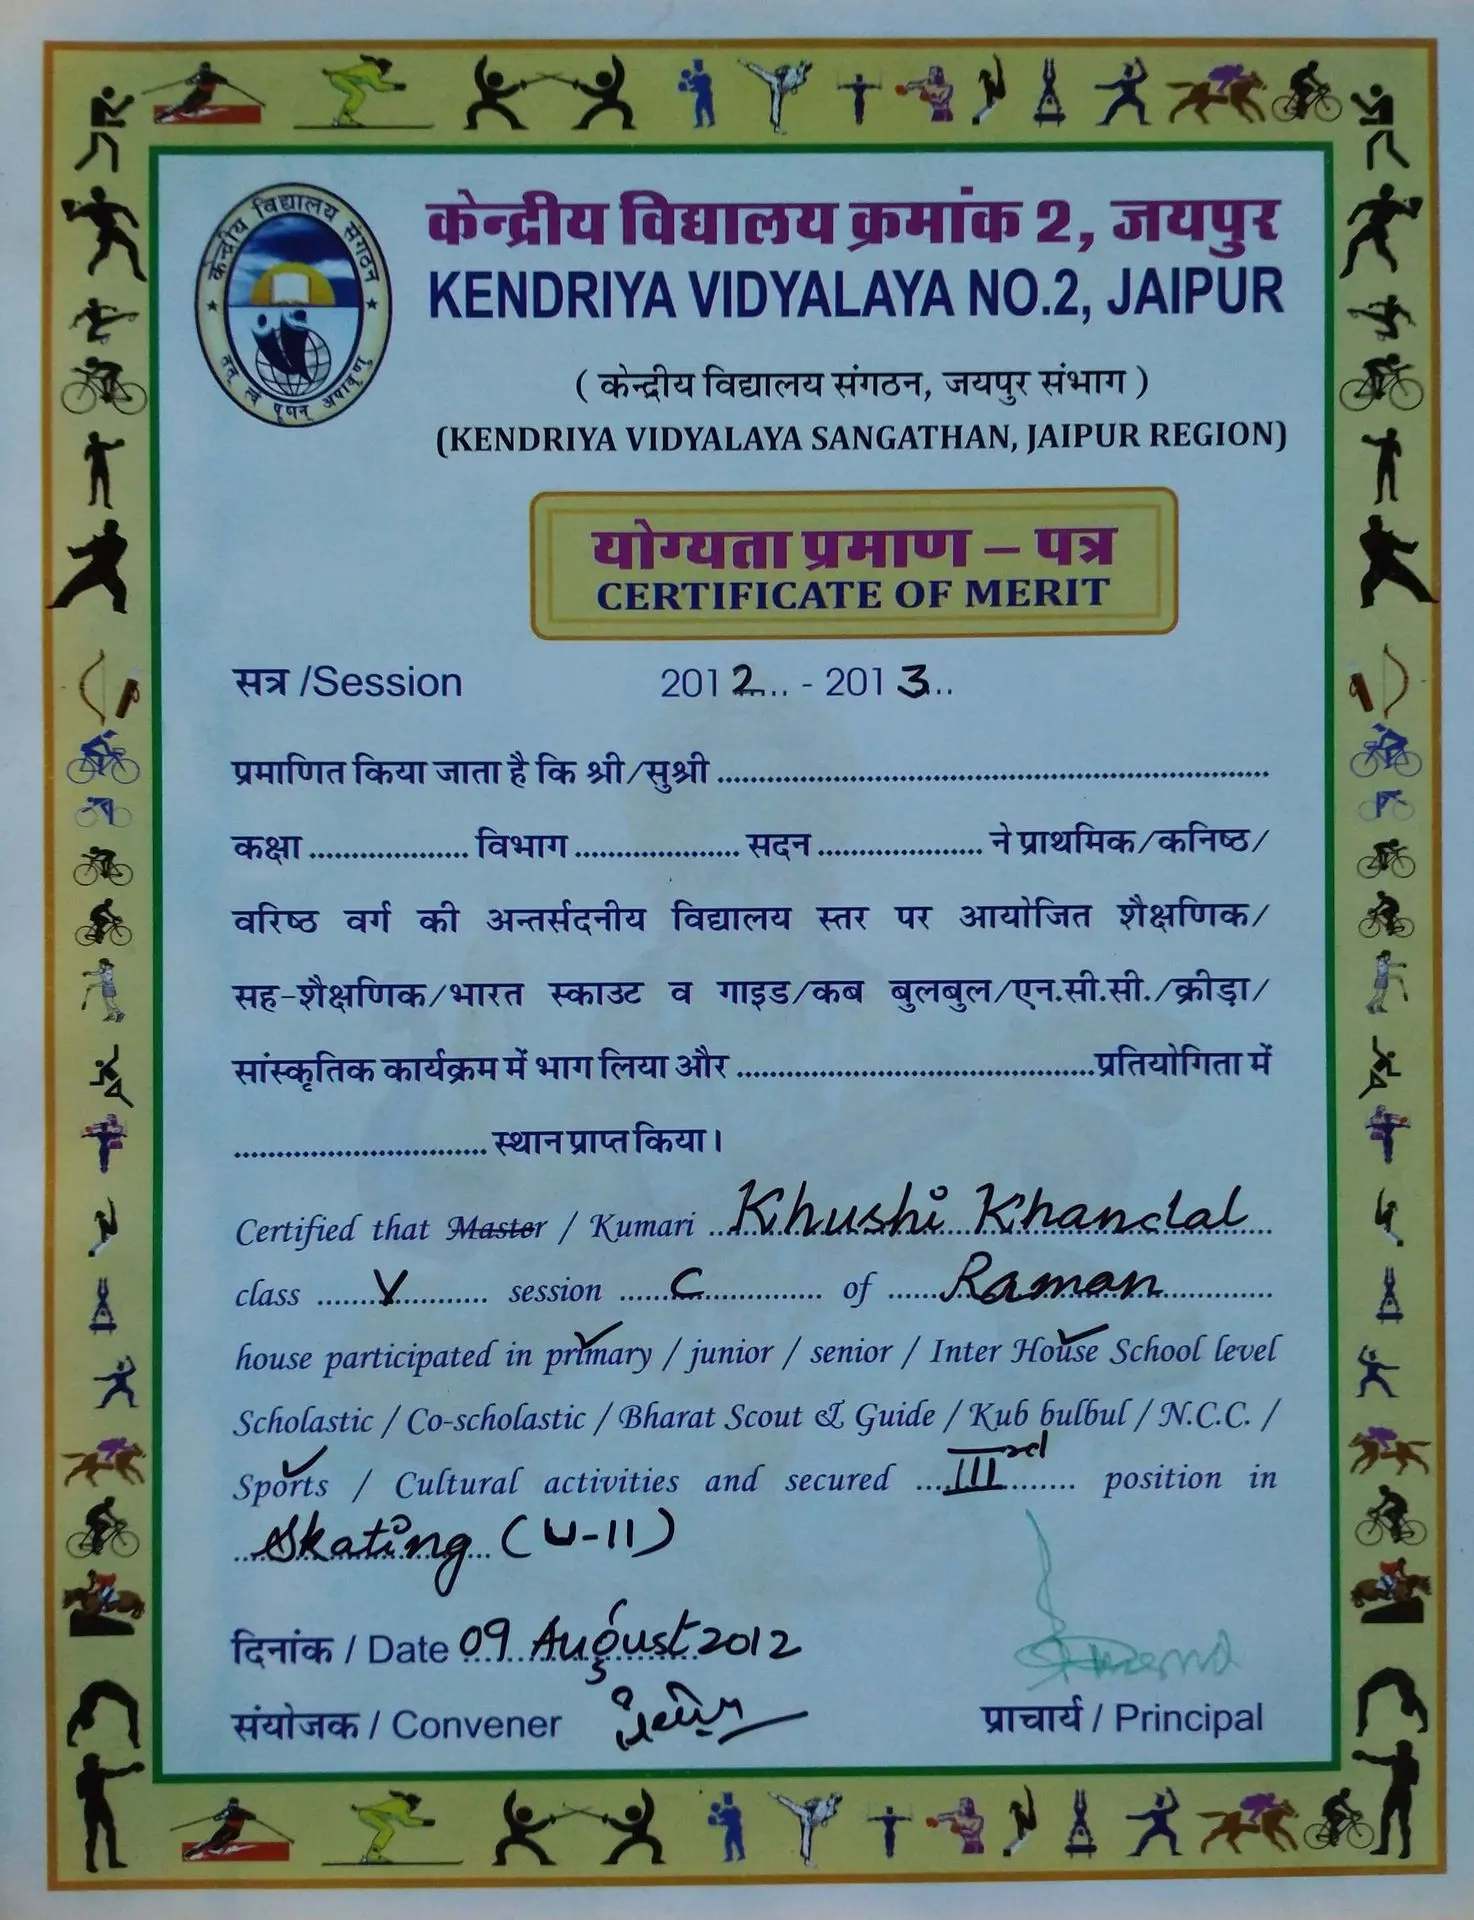 केन्द्रीय विद्यालय संगठन
तत् त्वं पूषन् अपावृणु
केन्द्रीय विद्यालय क्रमांक 2, जयपुर
KENDRIYA VIDYALAYA NO.2, JAIPUR
( केन्द्रीय विद्यालय संगठन, जयपुर संभाग )
(KENDRIYA VIDYALAYA SANGATHAN, JAIPUR REGION)
योग्यता प्रमाण – पत्र
CERTIFICATE OF MERIT
सत्र /Session 2012... - 2013..
प्रमाणित किया जाता है कि श्री/सुश्री ................................................................
कक्षा ................... विभाग ................... सदन ................... ने प्राथमिक/कनिष्ठ/
वरिष्ठ वर्ग की अन्तर्सदनीय विद्यालय स्तर पर आयोजित शैक्षणिक/
सह-शैक्षणिक/भारत स्काउट व गाइड/कब बुलबुल/एन.सी.सी./क्रीड़ा/
सांस्कृतिक कार्यक्रम में भाग लिया और .......................................... प्रतियोगिता में
.............................. स्थान प्राप्त किया।
Certified that Master / Kumari Khushi Khandal
class V session C of Raman
house participated in primary / junior / senior / Inter House School level
Scholastic / Co-scholastic / Bharat Scout & Guide / Kub bulbul / N.C.C. /
Sports / Cultural activities and secured IIIrd position in
Skating (U-11)
दिनांक / Date 09 August 2012
संयोजक / Convener प्राचार्य / Principal